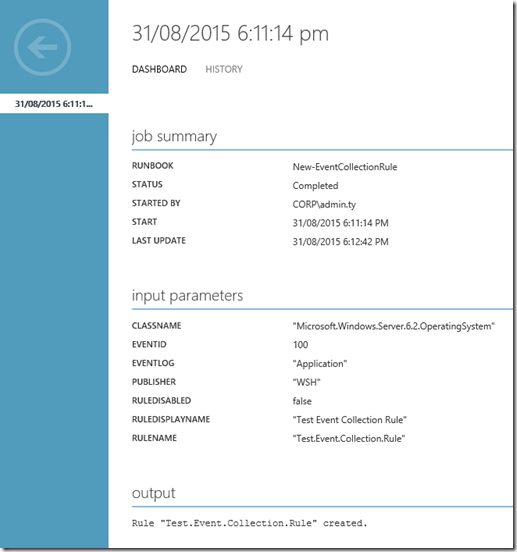 31/08/2015 6:11:14 pm
DASHBOARD HISTORY
31/08/2015 6:11:1...
job summary
RUNBOOK New-EventCollectionRule
STATUS Completed
STARTED BY CORP\admin.ty
START 31/08/2015 6:11:14 PM
LAST UPDATE 31/08/2015 6:12:42 PM
input parameters
CLASSNAME "Microsoft.Windows.Server.6.2.OperatingSystem"
EVENTID 100
EVENTLOG "Application"
PUBLISHER "WSH"
RULEDISABLED false
RULEDISPLAYNAME "Test Event Collection Rule"
RULENAME "Test.Event.Collection.Rule"
output
Rule "Test.Event.Collection.Rule" created.